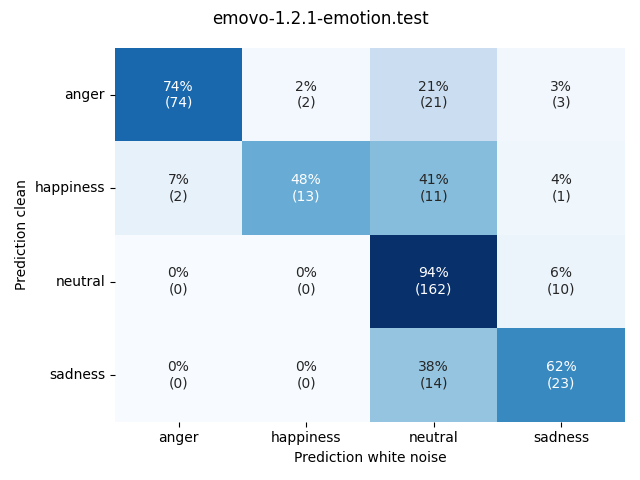 emovo-1.2.1-emotion.test
Prediction clean
anger
74%
(74)
2%
(2)
21%
(21)
3%
(3)
happiness
7%
(2)
48%
(13)
41%
(11)
4%
(1)
neutral
0%
(0)
0%
(0)
94%
(162)
6%
(10)
sadness
0%
(0)
0%
(0)
38%
(14)
62%
(23)
anger
happiness
neutral
sadness
Prediction white noise